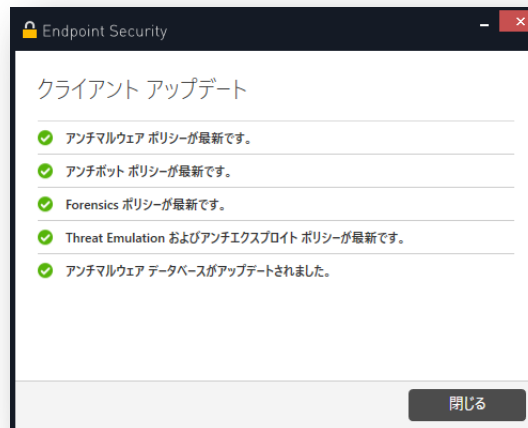 Endpoint Security
クライアント アップデート
アンチマルウェア ポリシーが最新です。
アンチボット ポリシーが最新です。
Forensics ポリシーが最新です。
Threat Emulation およびアンチエクスプロイト ポリシーが最新です。
アンチマルウェア データベースがアップデートされました。
閉じる